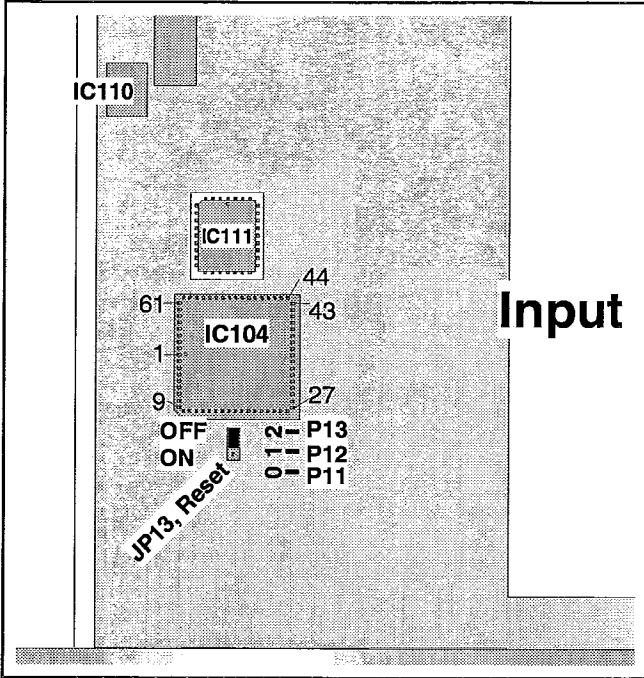 IC110
IC111
44
61
43
IC104
Input
1
9
27
OFF
2 P13
ON
1 P12
0 P11
JP13, Reset